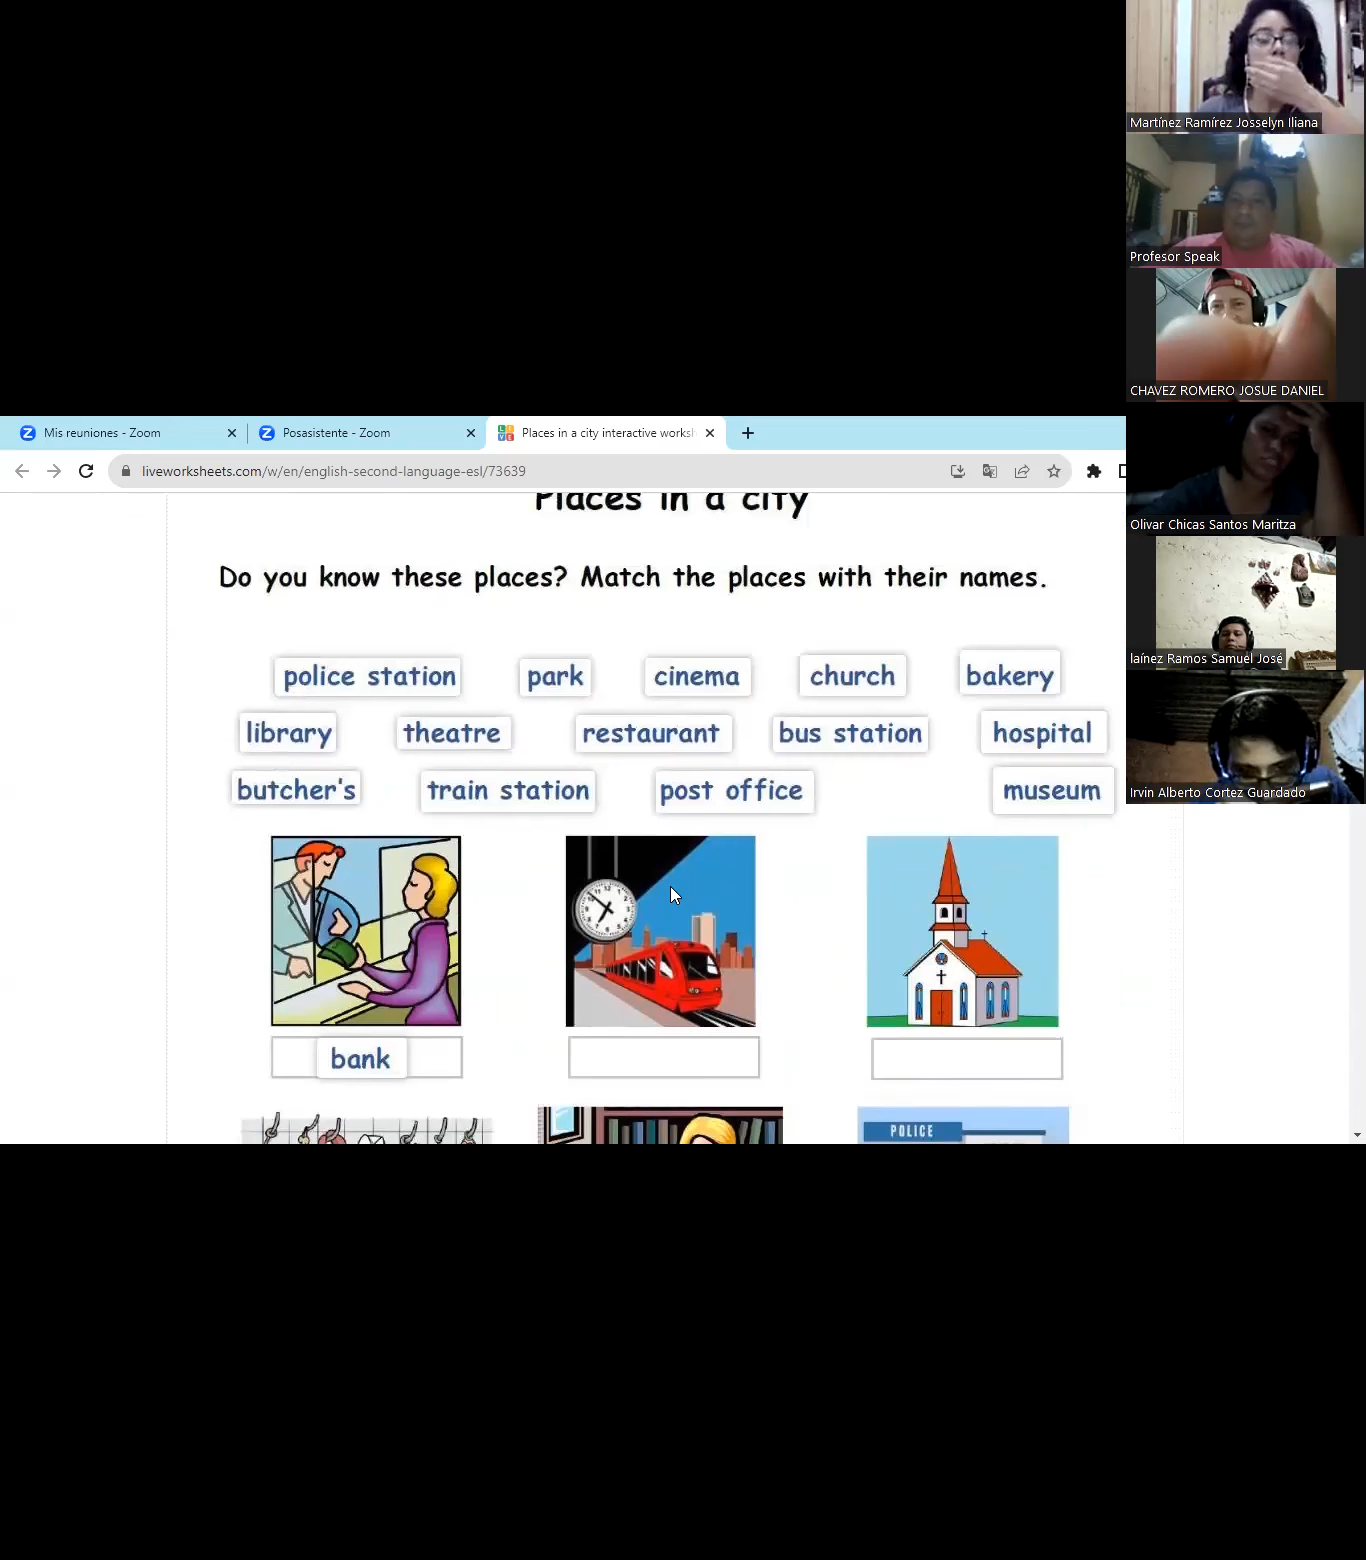 Martínez Ramírez Josselyn Iliana
Profesor Speak
CHAVEZ ROMERO JOSUE DANIEL
Mis reuniones - Zoom
Posasistente - Zoom
Places in a city interactive worksh
liveworksheets.com/w/en/english-second-language-esl/73639
Olivar Chicas Santos Maritza
Places in a city
Do you know these places? Match the places with their names.
laínez Ramos Samuel José
police station park cinema church bakery
library theatre restaurant bus station hospital
butcher's train station post office museum
Irvin Alberto Cortez Guardado
bank
POLICE